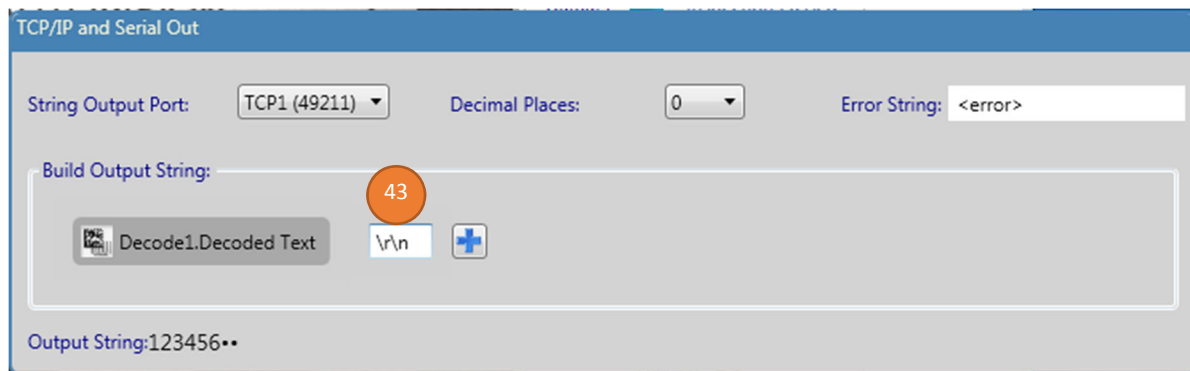 TCP/IP and Serial Out
String Output Port: TCP1 (49211) Decimal Places: 0 Error String: <error>
Build Output String:
43
Decode1.Decoded Text \r\n
Output String:123456••